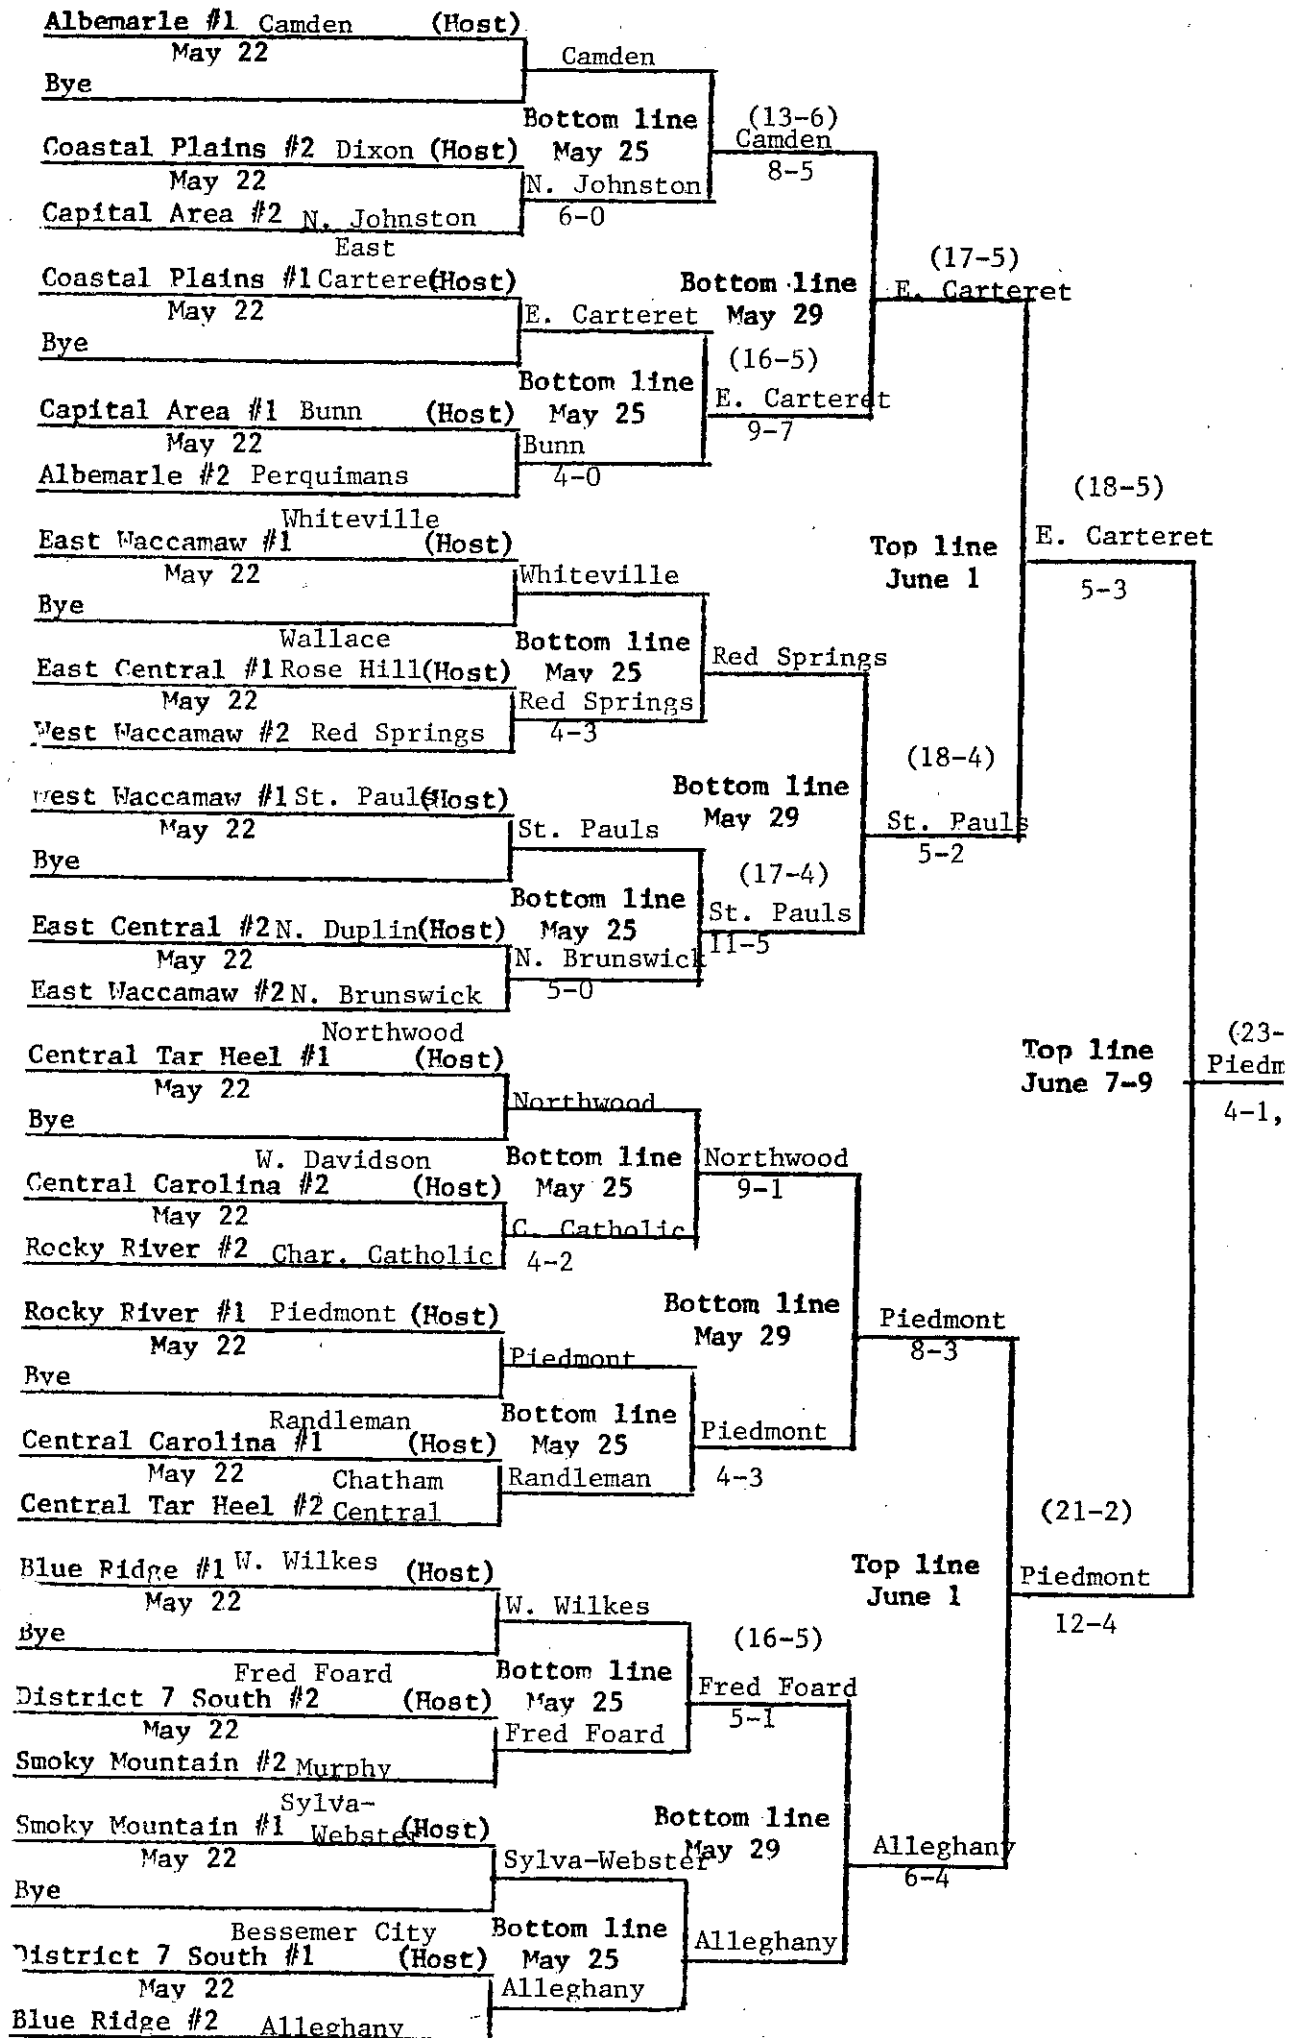 Albemarle #1 Camden (Host)
May 22
Camden
Bye
Bottom line
(13-6)
Coastal Plains #2 Dixon (Host)
May 25
Camden
May 22
N. Johnston
8-5
Capital Area #2 N. Johnston
6-0
East
(17-5)
Coastal Plains #1 Carteret (Host)
Bottom line
E. Carteret
May 22
E. Carteret
May 29
Bye
(16-5)
Bottom line
E. Carteret
Capital Area #1 Bunn (Host)
May 25
9-7
May 22
Bunn
Albemarle #2 Perquimans
4-0
(18-5)
Whiteville
East Waccamaw #1 (Host)
Top line
E. Carteret
May 22
Whiteville
June 1
5-3
Bye
Wallace
Bottom line
Red Springs
East Central #1 Rose Hill (Host)
May 25
May 22
Red Springs
West Waccamaw #2 Red Springs
4-3
(18-4)
West Waccamaw #1 St. Pauls (Host)
Bottom line
May 22
St. Pauls
May 29
St. Pauls
Bye
5-2
(17-4)
Bottom line
St. Pauls
East Central #2 N. Duplin (Host)
May 25
11-5
May 22
N. Brunswick
East Waccamaw #2 N. Brunswick
5-0
Northwood
(23-
Central Tar Heel #1 (Host)
Top line
Piedm
May 22
Northwood
June 7-9
4-1,
Bye
W. Davidson
Bottom line
Northwood
Central Carolina #2 (Host)
May 25
9-1
May 22
C. Catholic
Rocky River #2 Char. Catholic
4-2
Rocky River #1 Piedmont (Host)
Bottom line
Piedmont
May 22
Piedmont
May 29
8-3
Bye
Randleman
Bottom line
Piedmont
Central Carolina #1 (Host)
May 25
May 22
Chatham
Randleman
4-3
Central Tar Heel #2 Central
(21-2)
Blue Ridge #1 W. Wilkes (Host)
Top line
Piedmont
May 22
W. Wilkes
June 1
12-4
Bye
(16-5)
Fred Foard
Bottom line
Fred Foard
District 7 South #2 (Host)
May 25
5-1
May 22
Fred Foard
Smoky Mountain #2 Murphy
Sylva-
Smoky Mountain #1 Webster (Host)
Bottom line
Alleghany
May 22
Sylva-Webster
May 29
6-4
Bye
Bessemer City
Bottom line
Alleghany
District 7 South #1 (Host)
May 25
May 22
Alleghany
Blue Ridge #2 Alleghany